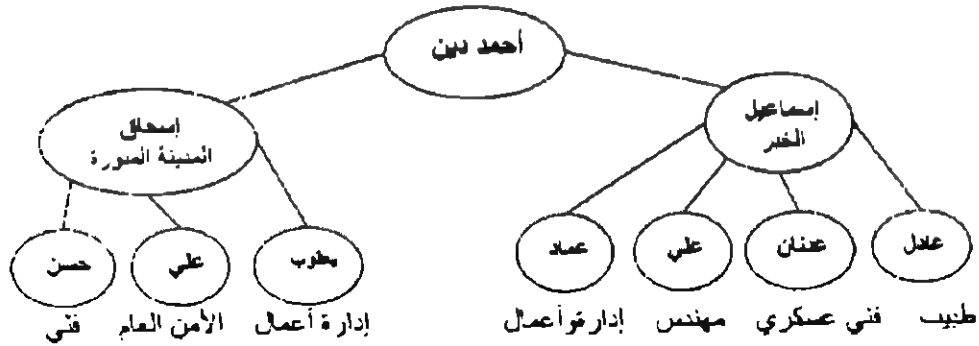 أحمد دين
إسماعيل
الخبر
إسحاق
المدينة المنورة
عادل
عدنان
علي
عماد
يعقوب
علي
حسن
طبيب
فني عسكري
مهندس
إدارة وأعمال
إدارة أعمال
الأمن العام
فني